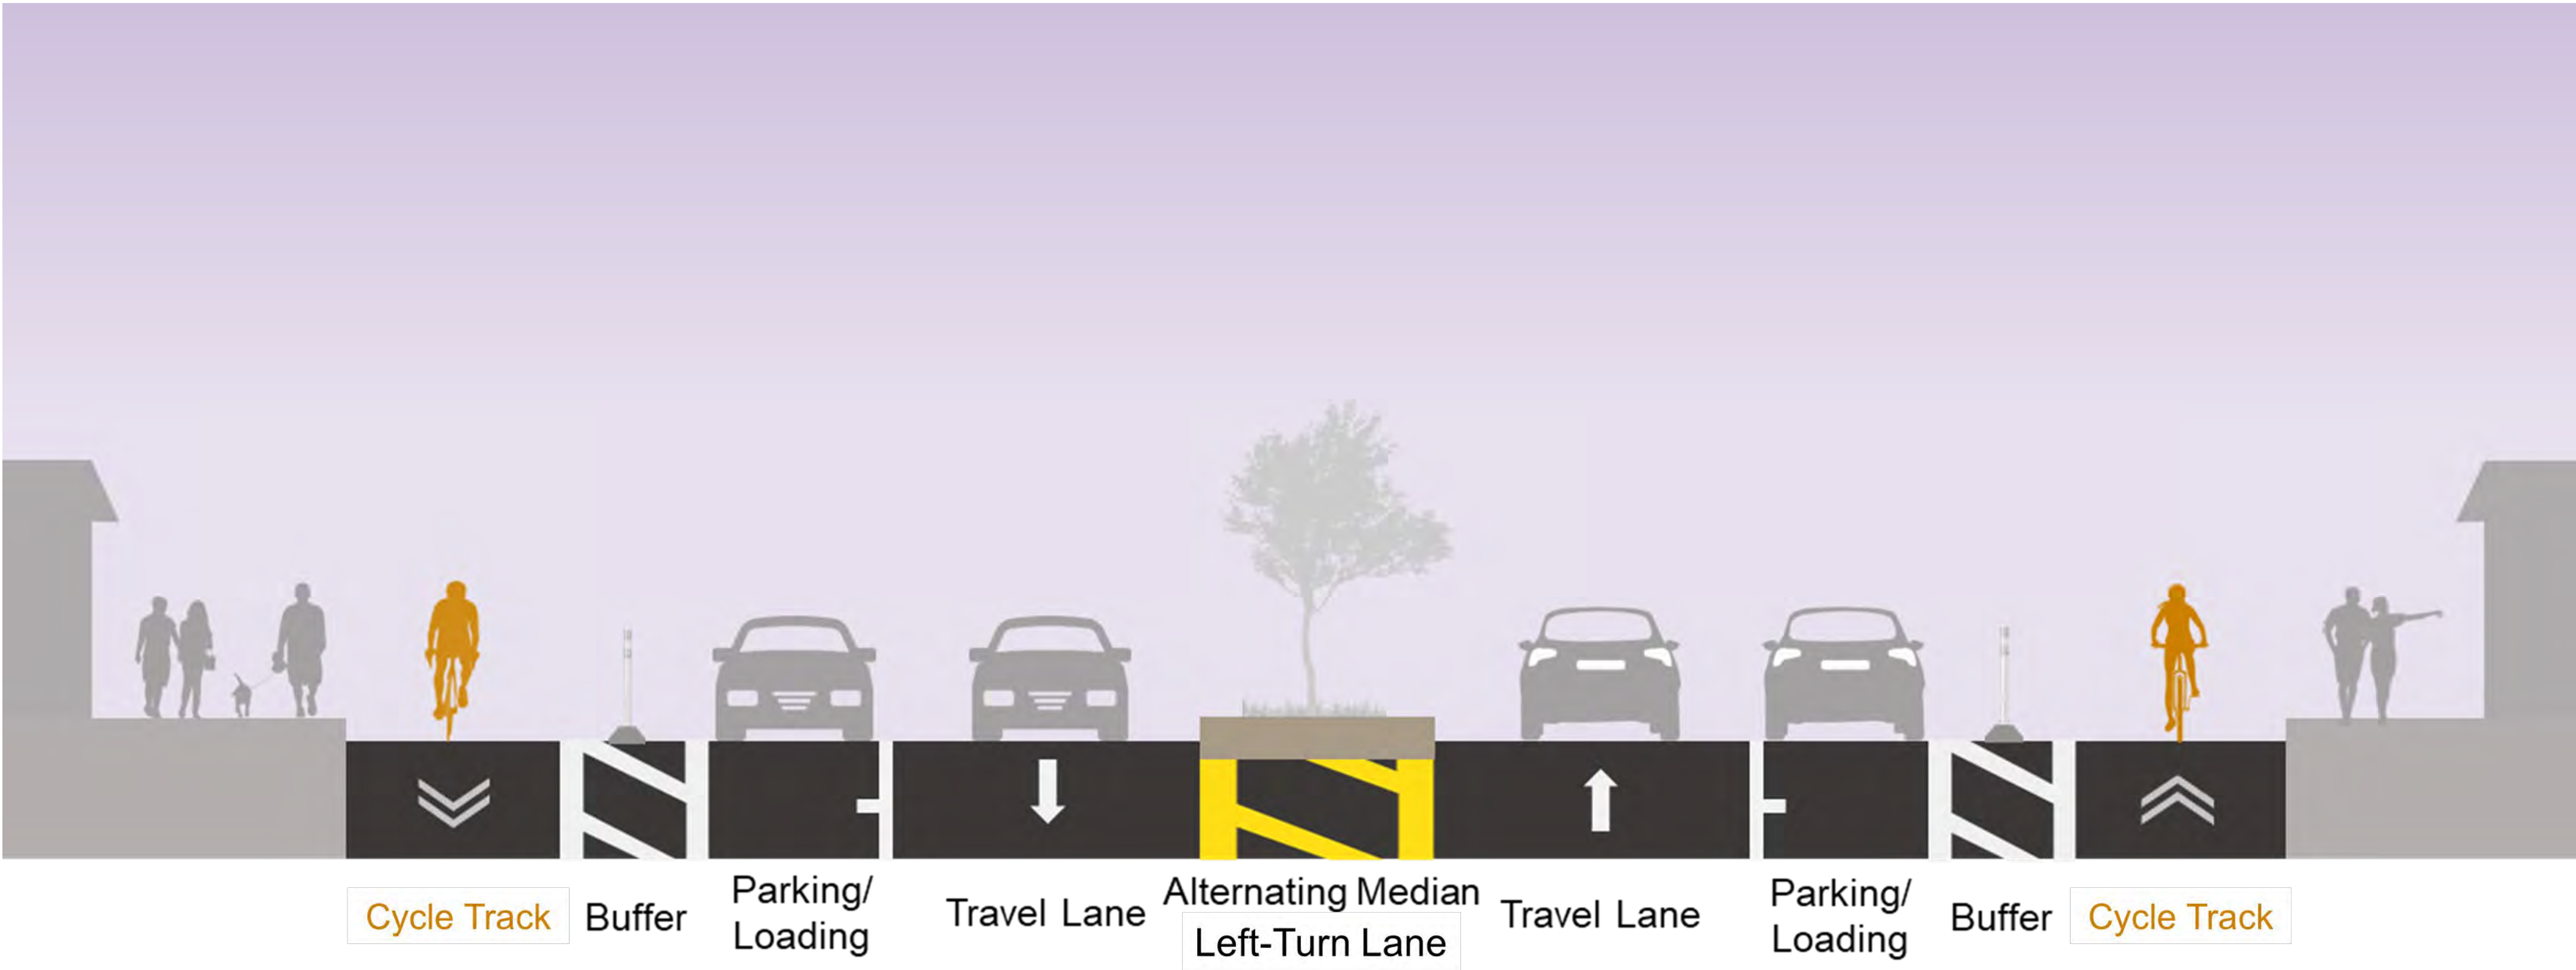 Cycle Track
Buffer
Parking/
Loading
Travel Lane
Alternating Median
Left-Turn Lane
Travel Lane
Parking/
Loading
Buffer
Cycle Track